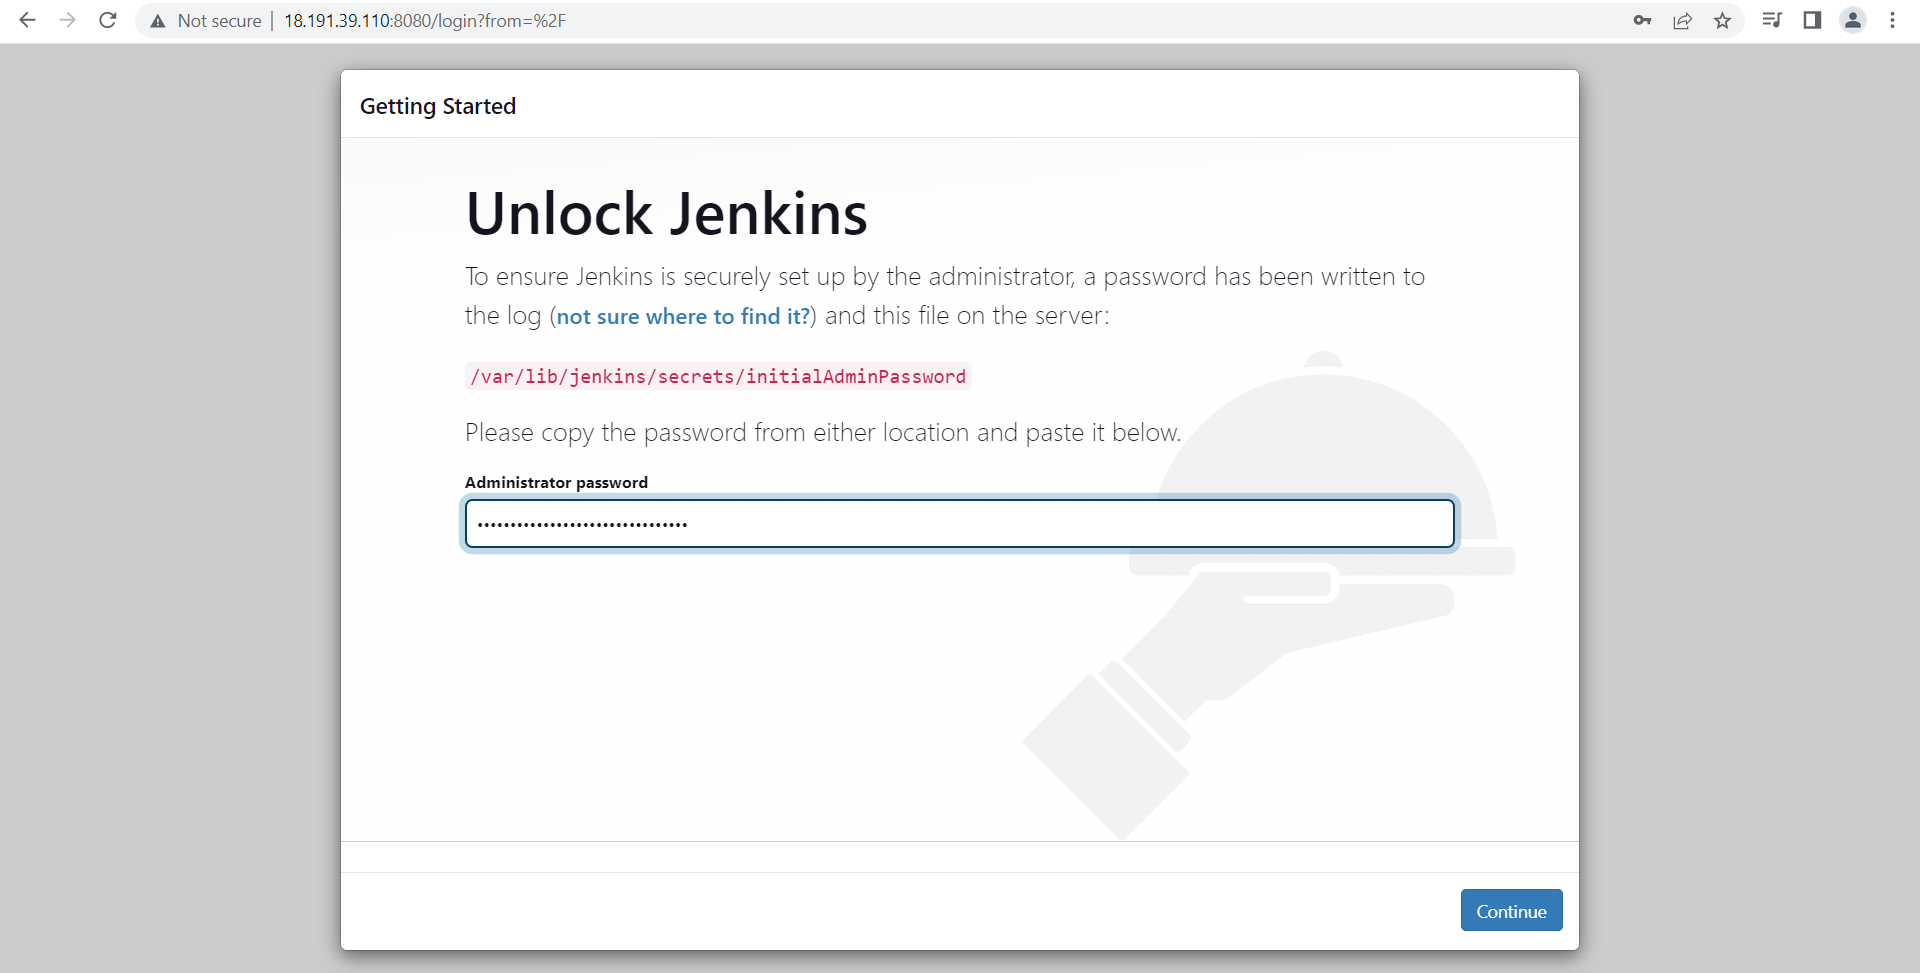 Not secure | 18.191.39.110:8080/login?from=%2F
Getting Started
Unlock Jenkins
To ensure Jenkins is securely set up by the administrator, a password has been written to
the log (not sure where to find it?) and this file on the server:
/var/lib/jenkins/secrets/initialAdminPassword
Please copy the password from either location and paste it below.
Administrator password
••••••••••••••••••••••••••••••••
Continue